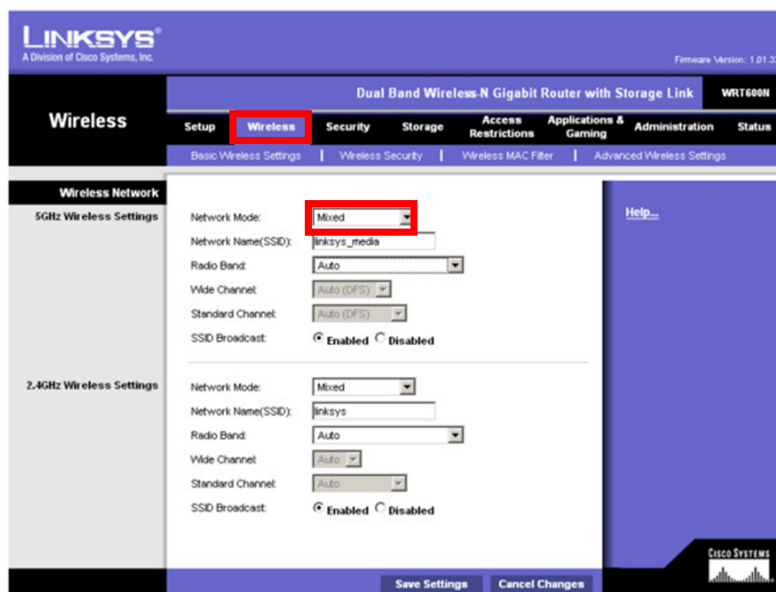 LINKSYS®
A Division of Cisco Systems, Inc.
Firmware Version: 1.01.3
Dual Band Wireless-N Gigabit Router with Storage Link WRT600N
Wireless
Setup Wireless Security Storage Access Restrictions Applications & Gaming Administration Status
Basic Wireless Settings | Wireless Security | Wireless MAC Filter | Advanced Wireless Settings
Wireless Network
5GHz Wireless Settings
Network Mode: Mixed
Help...
Network Name(SSID): linksys_media
Radio Band: Auto
Wide Channel: Auto (DFS)
Standard Channel: Auto (DFS)
SSID Broadcast: Enabled Disabled
2.4GHz Wireless Settings
Network Mode: Mixed
Network Name(SSID): linksys
Radio Band: Auto
Wide Channel: Auto
Standard Channel: Auto
SSID Broadcast: Enabled Disabled
CISCO SYSTEMS
Save Settings Cancel Changes